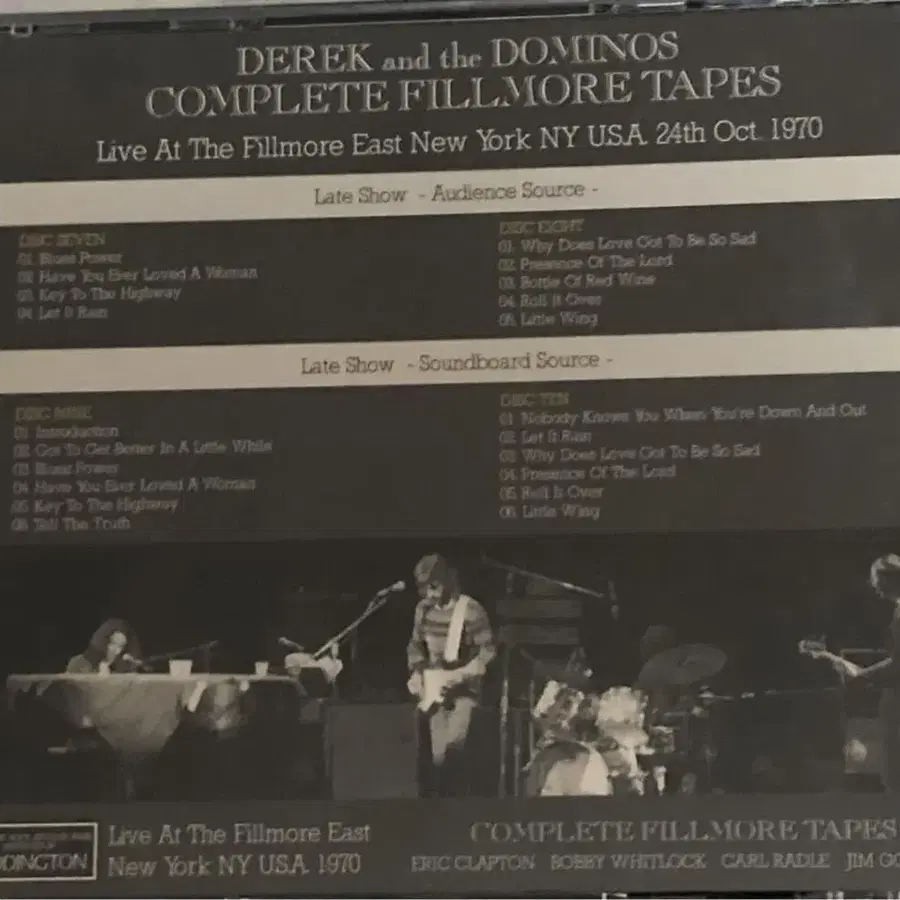 DEREK and the DOMINOS
COMPLETE FILLMORE TAPES
Live At The Fillmore East New York NY U.S.A. 24th Oct. 1970
Late Show - Audience Source -
DISC SEVEN
01. Blues Power
02. Have You Ever Loved A Woman
03. Key To The Highway
04. Let It Rain
DISC EIGHT
01. Why Does Love Got To Be So Sad
02. Presence Of The Lord
03. Bottle Of Red Wine
04. Roll It Over
05. Little Wing
Late Show - Soundboard Source -
DISC NINE
01. Introduction
02. Got To Get Better In A Little While
03. Blues Power
04. Have You Ever Loved A Woman
05. Key To The Highway
06. Tell The Truth
DISC TEN
01. Nobody Knows You When You're Down And Out
02. Let It Rain
03. Why Does Love Got To Be So Sad
04. Presence Of The Lord
05. Roll It Over
06. Little Wing
DDINGTON
Live At The Fillmore East
New York NY U.S.A. 1970
COMPLETE FILLMORE TAPES
ERIC CLAPTON BOBBY WHITLOCK CARL RADLE JIM GO